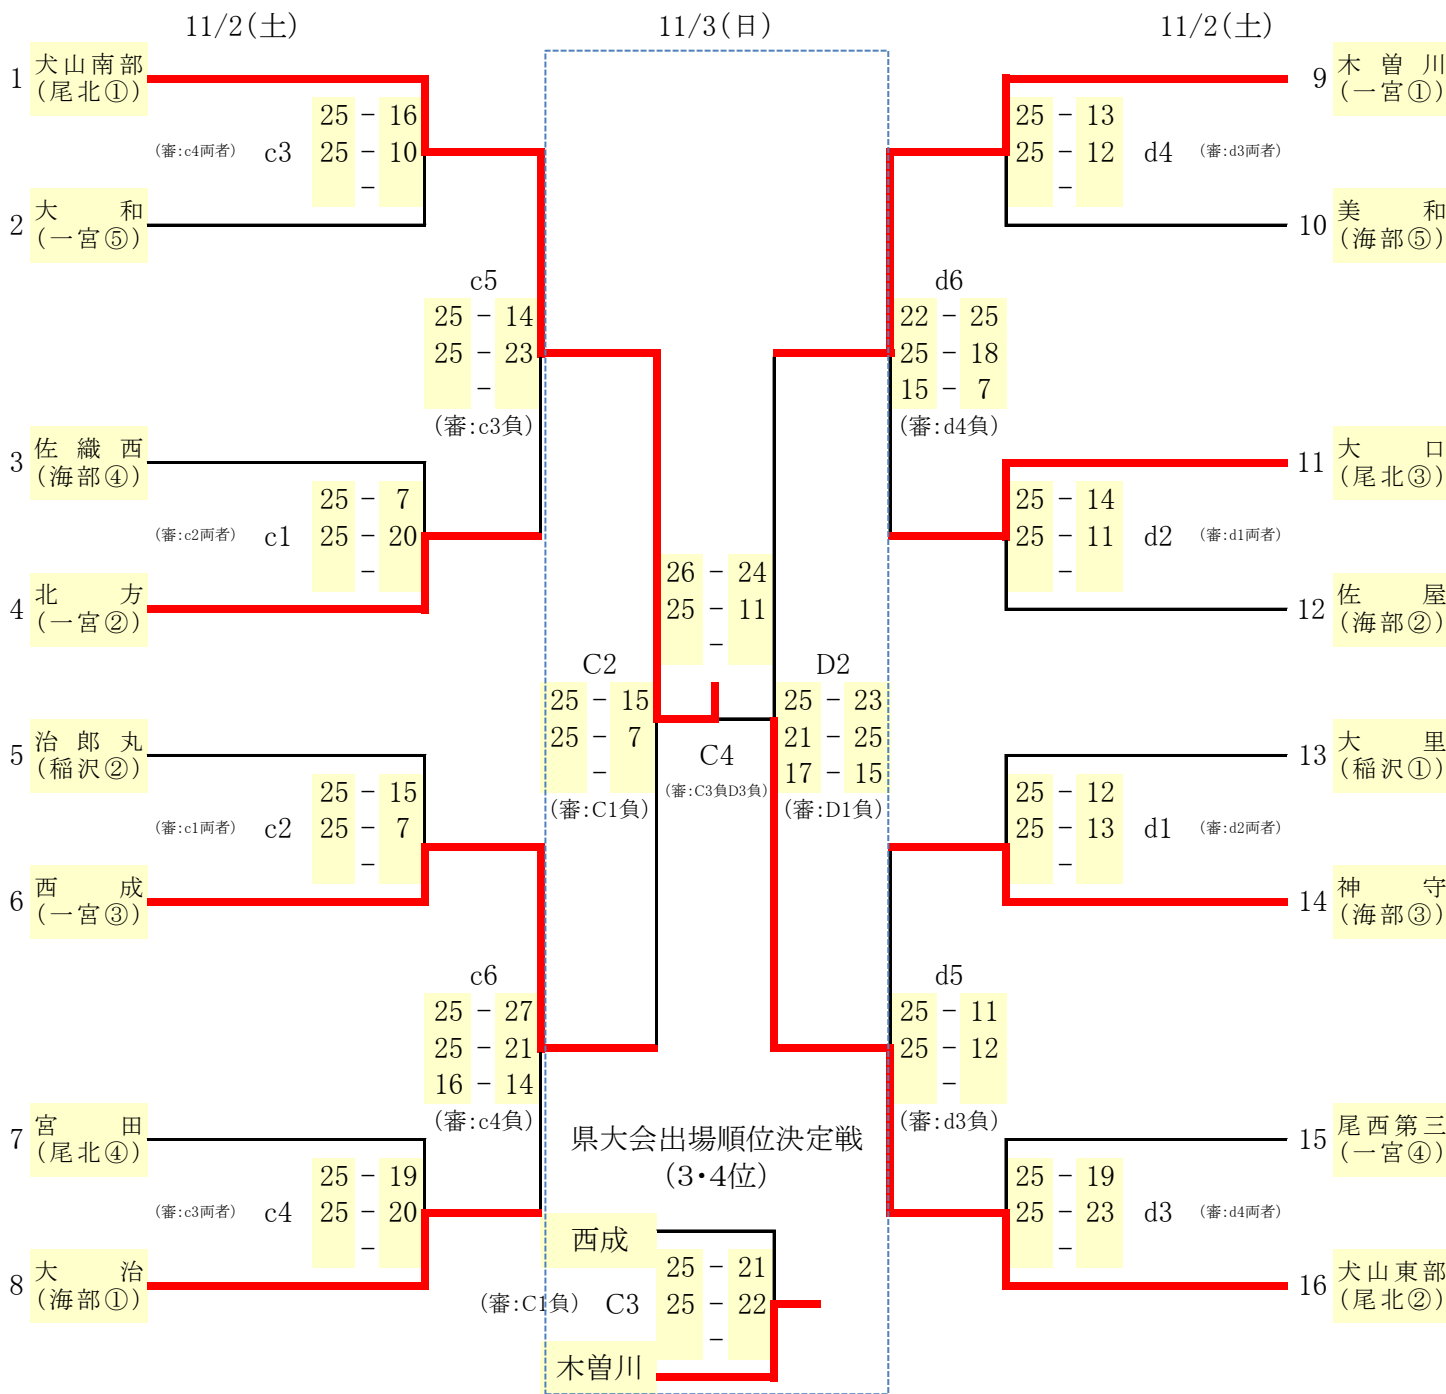 11/2(土)
11/3(日)
11/2(土)
1 犬山南部
(尾北①)
25 - 16
(審:c4両者) c3 25 - 10
-
2 大和
(一宮⑤)
c5
25 - 14
25 - 23
-
(審:c3負)
3 佐織西
(海部④)
25 - 7
(審:c2両者) c1 25 - 20
-
4 北方
(一宮②)
5 治郎丸
(稲沢②)
25 - 15
(審:c1両者) c2 25 - 7
-
6 西成
(一宮③)
c6
25 - 27
25 - 21
16 - 14
(審:c4負)
7 宮田
(尾北④)
25 - 19
(審:c3両者) c4 25 - 20
-
8 大治
(海部①)
C2
25 - 15
25 - 7
-
(審:C1負)
26 - 24
25 - 11
-
C4
(審:C3負D3負)
D2
25 - 23
21 - 25
17 - 15
(審:D1負)
県大会出場順位決定戦
(3・4位)
西成
25 - 21
(審:C1負) C3 25 - 22
-
木曽川
9 木曽川
(一宮①)
25 - 13
25 - 12 d4 (審:d3両者)
-
10 美和
(海部⑤)
d6
22 - 25
25 - 18
15 - 7
(審:d4負)
11 大口
(尾北③)
25 - 14
25 - 11 d2 (審:d1両者)
-
12 佐屋
(海部②)
13 大里
(稲沢①)
25 - 12
25 - 13 d1 (審:d2両者)
-
14 神守
(海部③)
d5
25 - 11
25 - 12
-
(審:d3負)
15 尾西第三
(一宮④)
25 - 19
25 - 23 d3 (審:d4両者)
-
16 犬山東部
(尾北②)